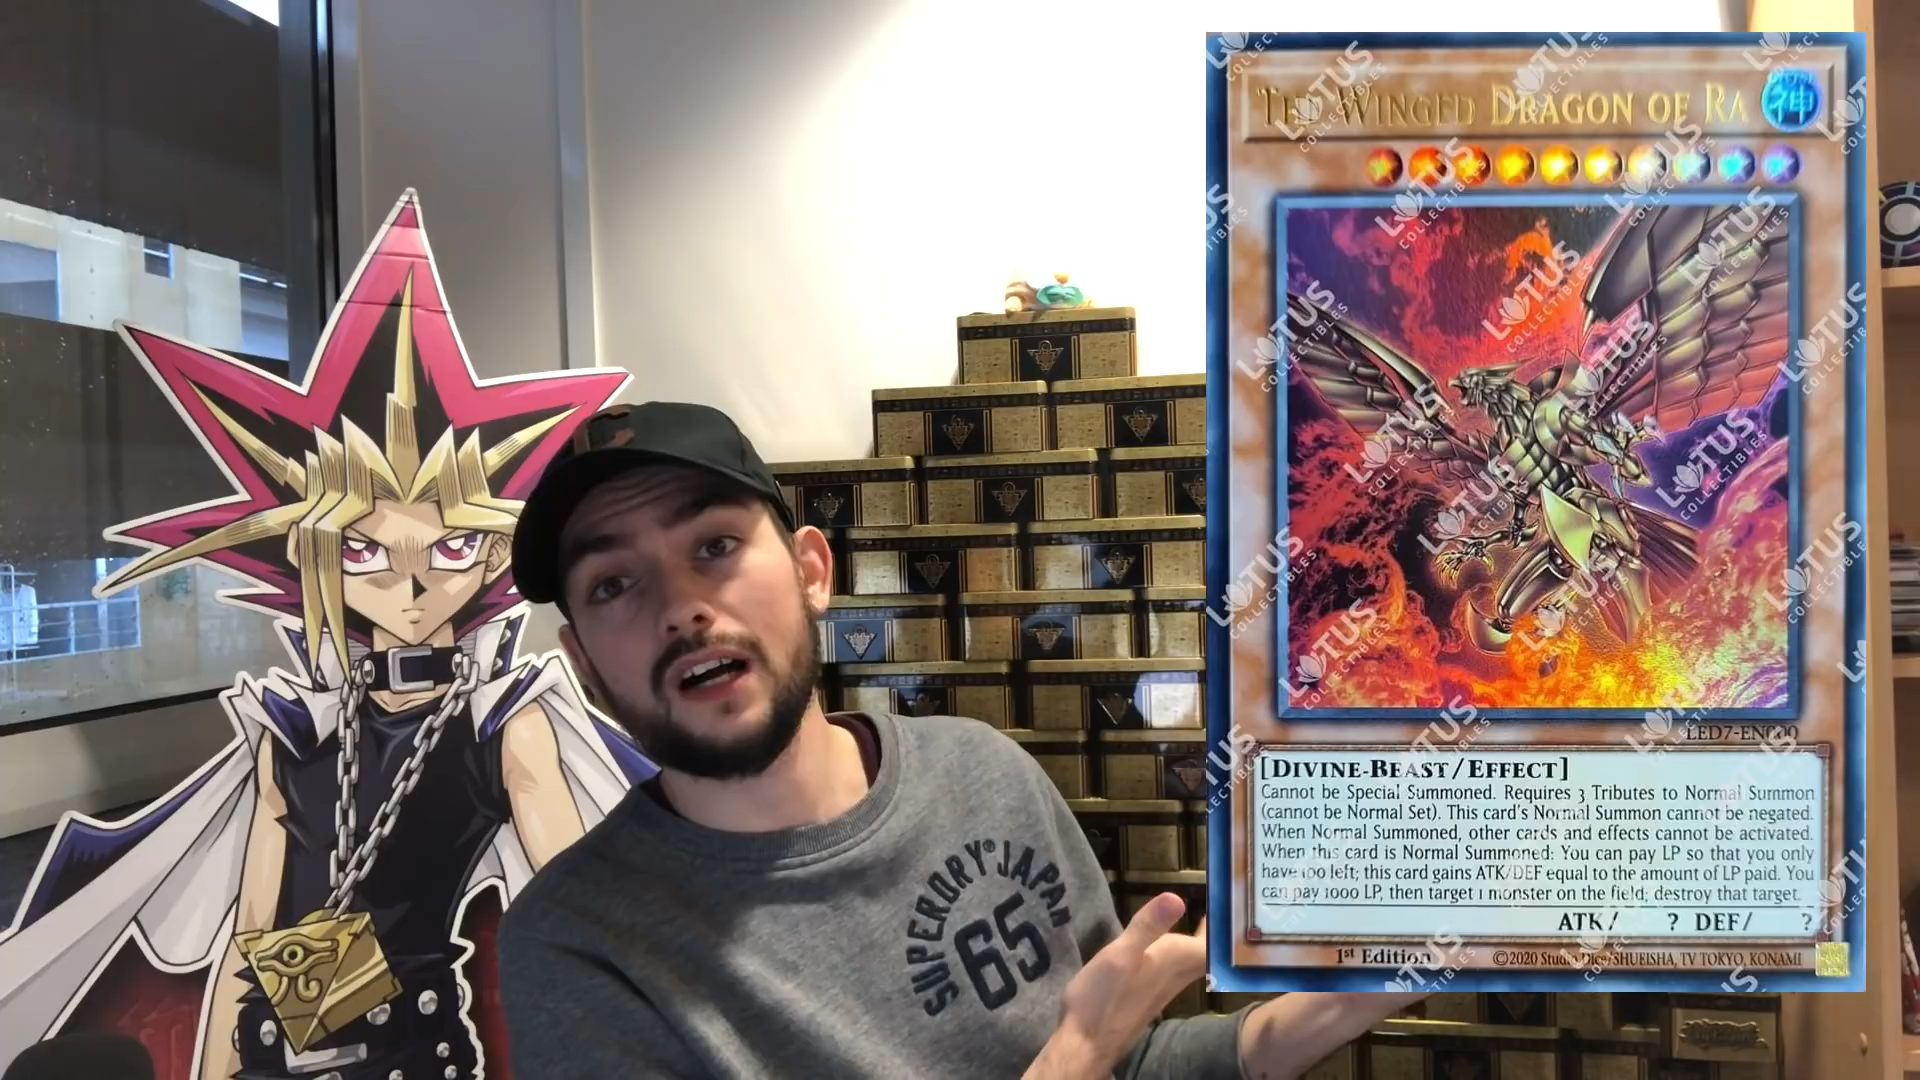 THE WINGED DRAGON OF RA
神
LED7-EN000
[DIVINE-BEAST/EFFECT]
Cannot be Special Summoned. Requires 3 Tributes to Normal Summon
(cannot be Normal Set). This card's Normal Summon cannot be negated.
When Normal Summoned, other cards and effects cannot be activated.
When this card is Normal Summoned: You can pay LP so that you only
have 100 left; this card gains ATK/DEF equal to the amount of LP paid. You
can pay 1000 LP, then target 1 monster on the field; destroy that target.
ATK/ ? DEF/ ?
1st Edition
©2020 Studio Dice/SHUEISHA, TV TOKYO, KONAMI
LOTUS
COLLECTIBLES
SUPERDRY® JAPAN
65